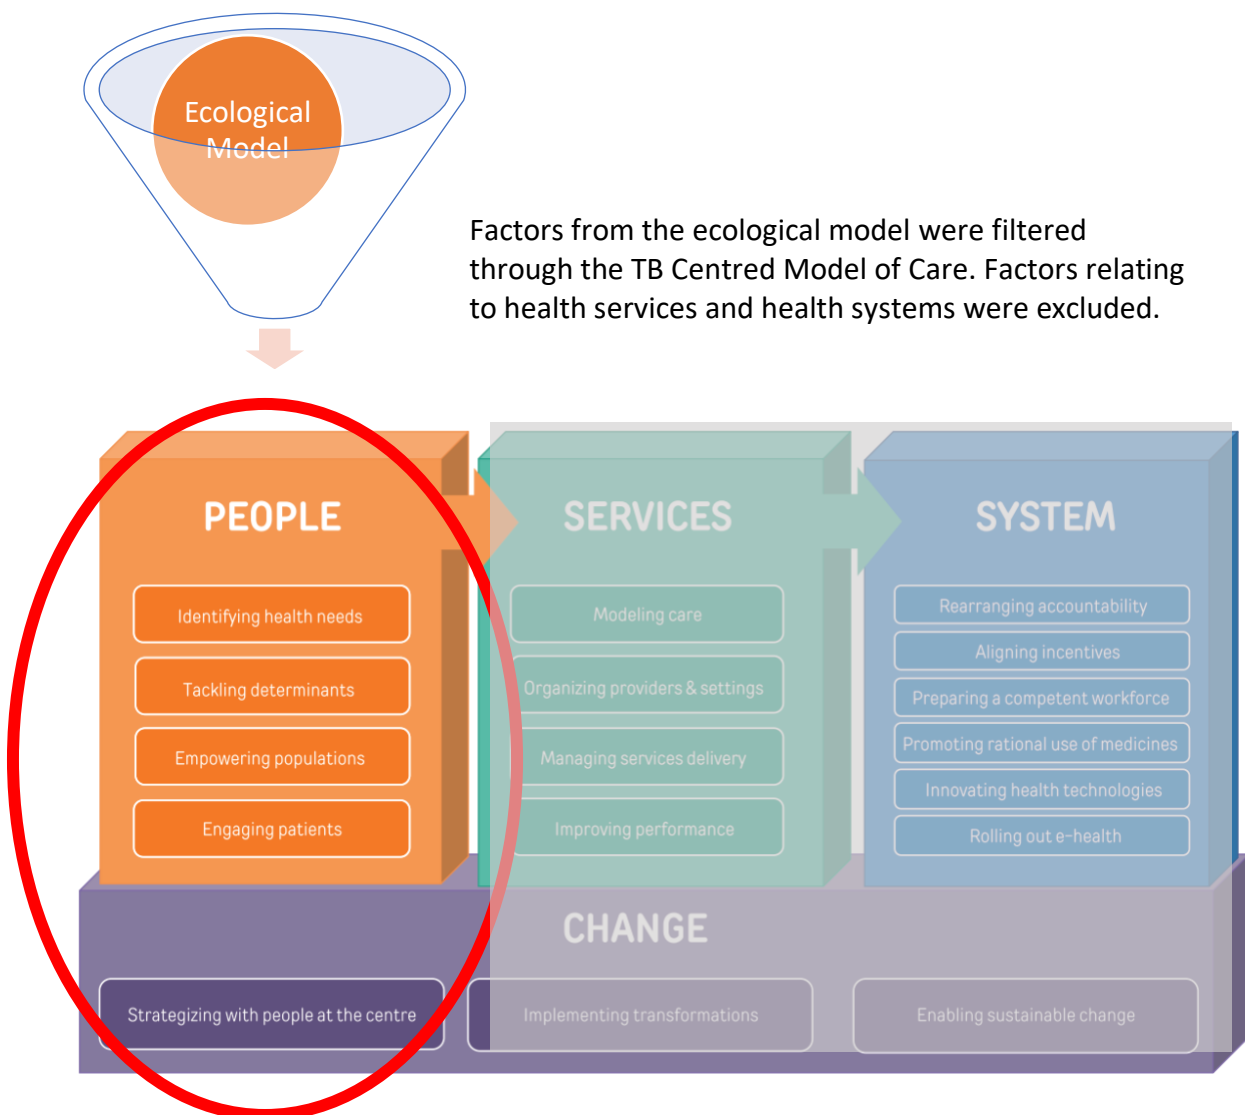 Ecological
Model
Factors from the ecological model were filtered
through the TB Centred Model of Care. Factors relating
to health services and health systems were excluded.
PEOPLE
Identifying health needs
Tackling determinants
Empowering populations
Engaging patients
SERVICES
Modeling care
Organizing providers & settings
Managing services delivery
Improving performance
SYSTEM
Rearranging accountability
Aligning incentives
Preparing a competent workforce
Promoting rational use of medicines
Innovating health technologies
Rolling out e-health
CHANGE
Strategizing with people at the centre
Implementing transformations
Enabling sustainable change